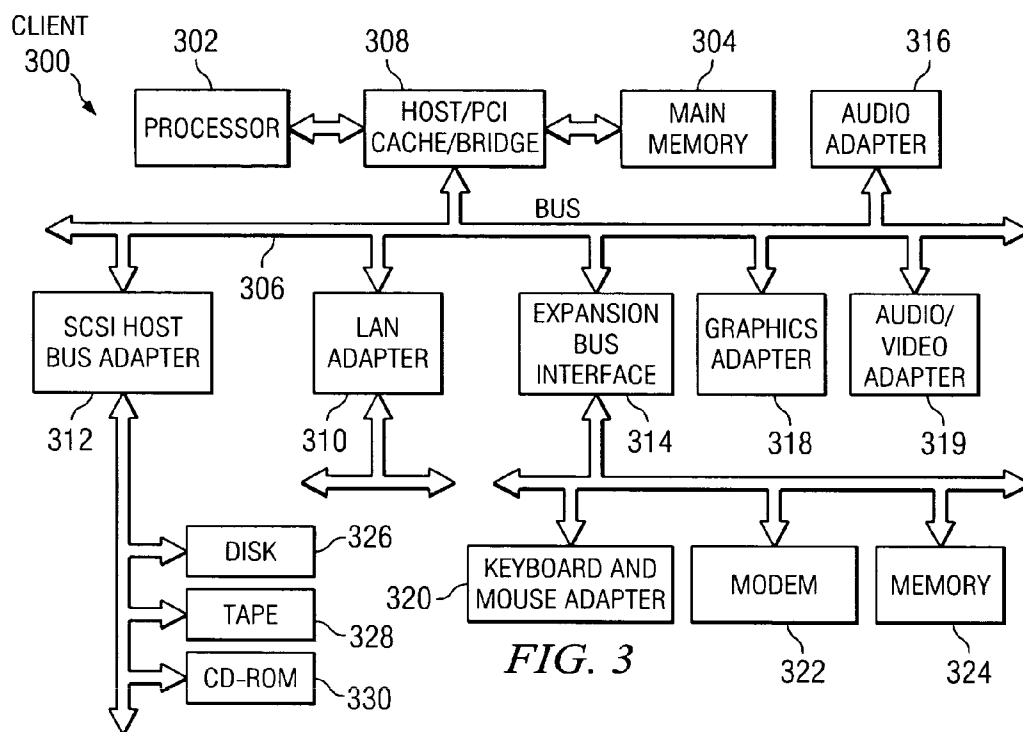 CLIENT
300
302
308
304
316
PROCESSOR
HOST/PCI
CACHE/BRIDGE
MAIN
MEMORY
AUDIO
ADAPTER
BUS
306
SCSI HOST
BUS ADAPTER
LAN
ADAPTER
EXPANSION
BUS
INTERFACE
GRAPHICS
ADAPTER
AUDIO/
VIDEO
ADAPTER
312
310
314
318
319
DISK
326
TAPE
328
CD-ROM
330
320
KEYBOARD AND
MOUSE ADAPTER
MODEM
MEMORY
322
324
FIG. 3